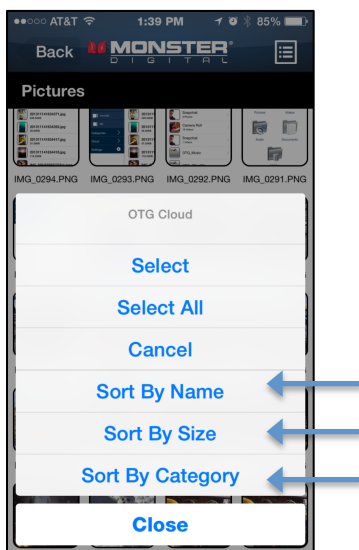 AT&T 1:39 PM 85%
Back MONSTER
DIGITAL
Pictures
IMG_0294.PNG IMG_0293.PNG IMG_0292.PNG IMG_0291.PNG
OTG Cloud
Select
Select All
Cancel
Sort By Name
Sort By Size
Sort By Category
Close